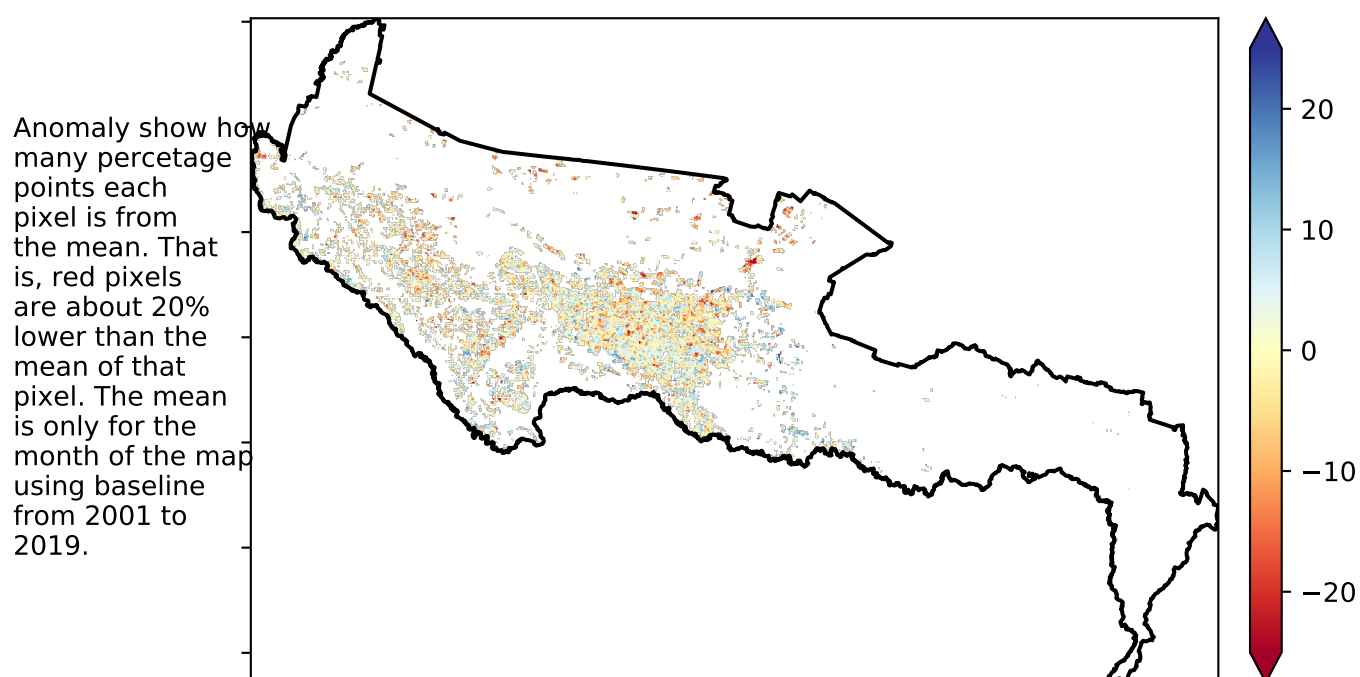 Anomaly show how
many percetage
points each
pixel is from
the mean. That
is, red pixels
are about 20%
lower than the
mean of that
pixel. The mean
is only for the
month of the map
using baseline
from 2001 to
2019.
20
10
0
−10
−20